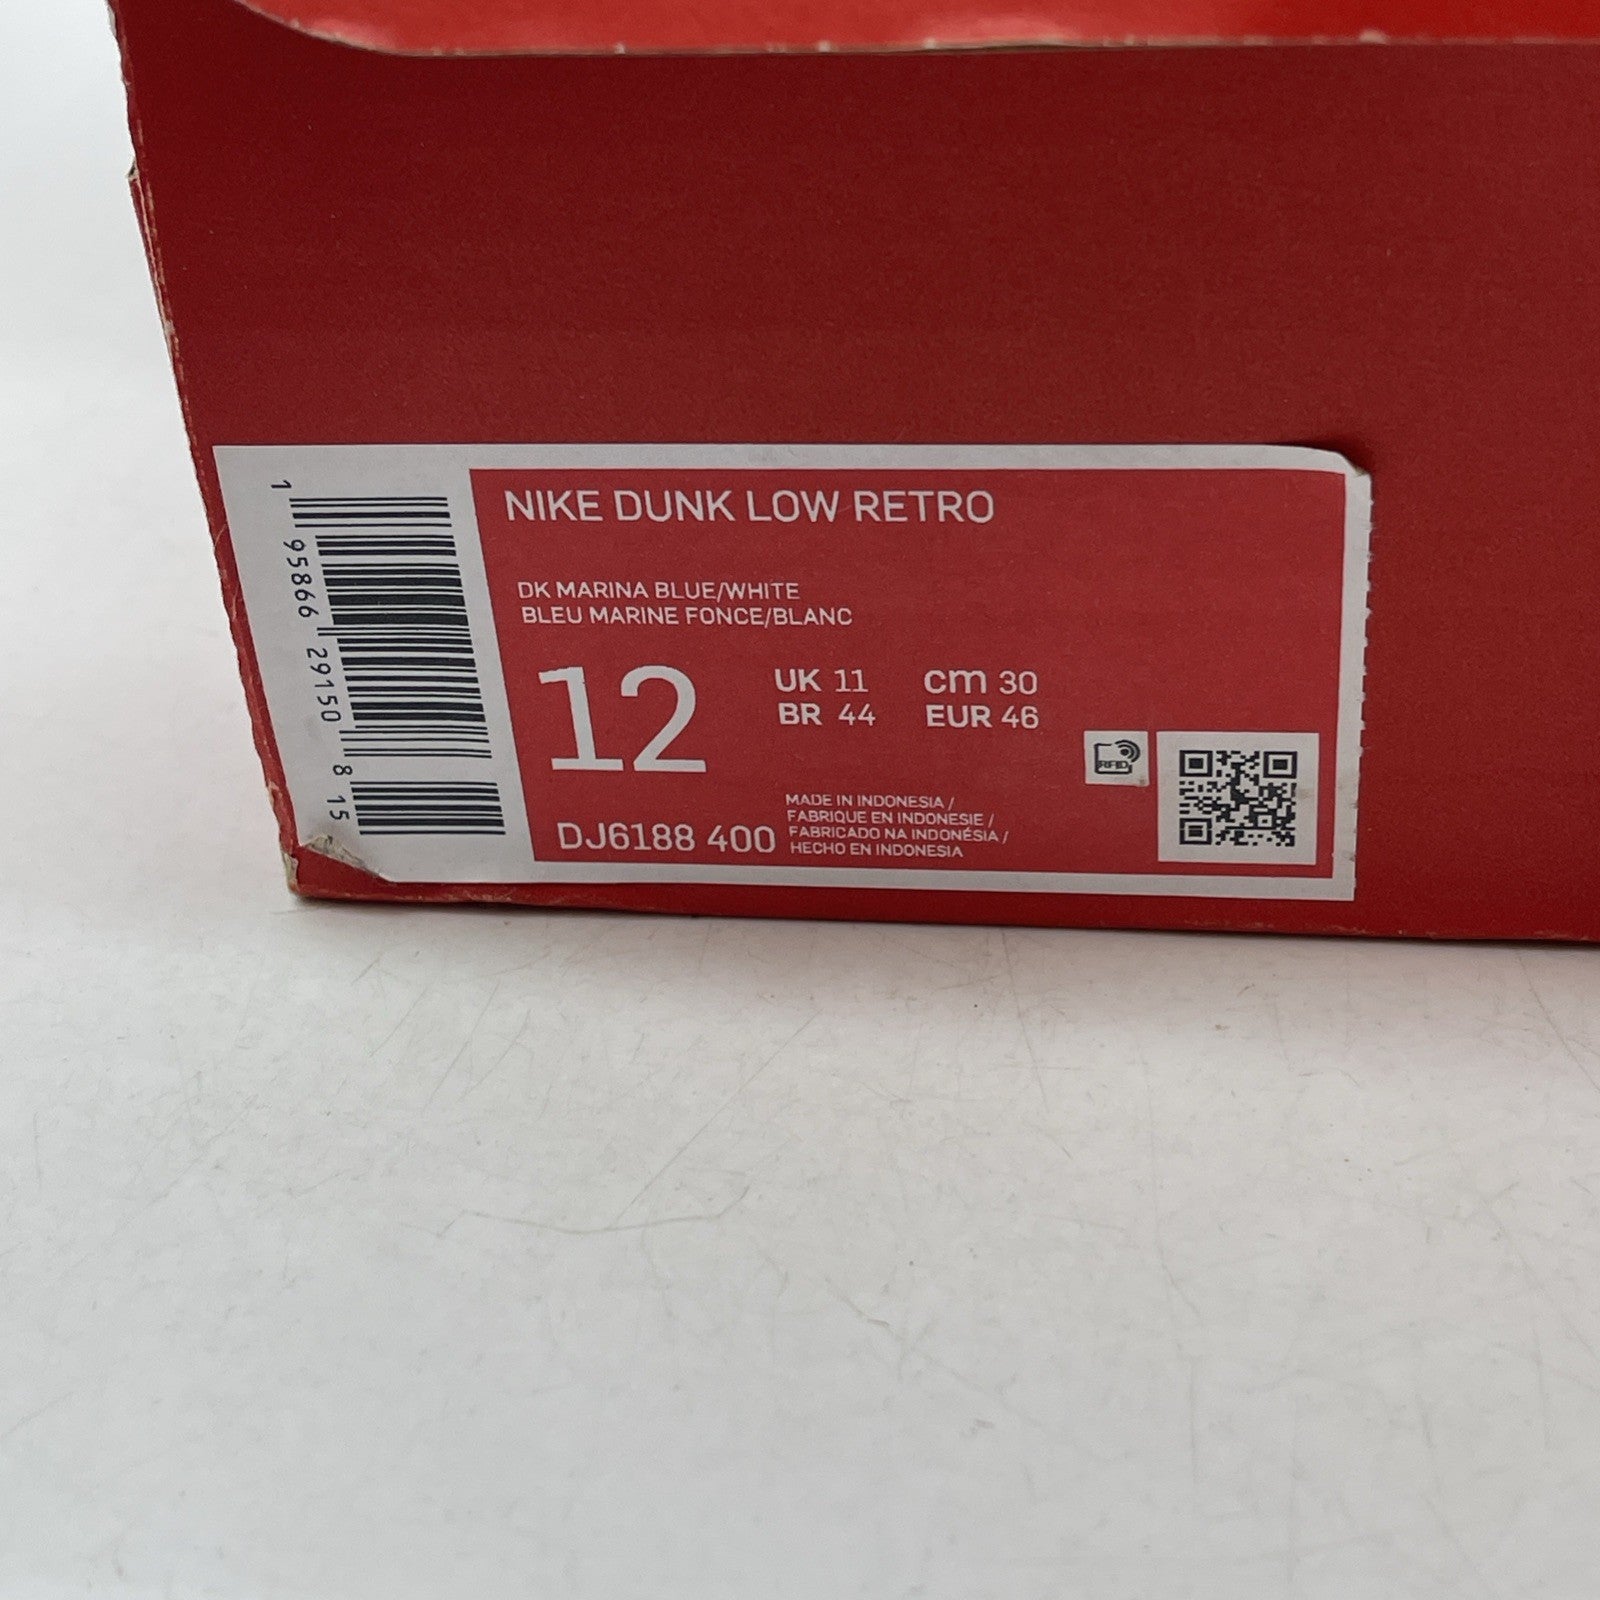 NIKE DUNK LOW RETRO
DK MARINA BLUE/WHITE
BLEU MARINE FONCE/BLANC
12
UK 11 cm 30
BR 44 EUR 46
DJ6188 400
MADE IN INDONESIA /
FABRIQUE EN INDONESIE /
FABRICADO NA INDONÉSIA /
HECHO EN INDONESIA
RFID
1 95866 29150 8 15